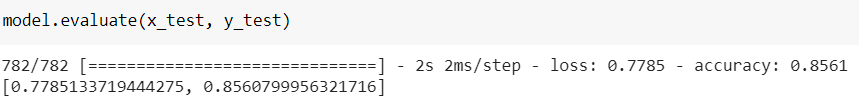 model.evaluate(x_test, y_test)
782/782 [==============================] - 2s 2ms/step - loss: 0.7785 - accuracy: 0.8561
[0.7785133719444275, 0.8560799956321716]